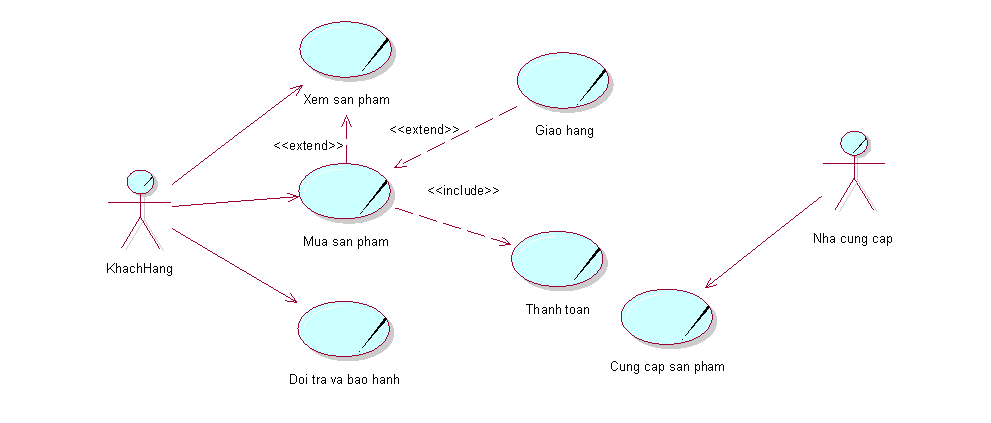 Xem san pham
<<extend>>
<<extend>>
Giao hang
KhachHang
Mua san pham
<<include>>
Nha cung cap
Thanh toan
Doi tra va bao hanh
Cung cap san pham